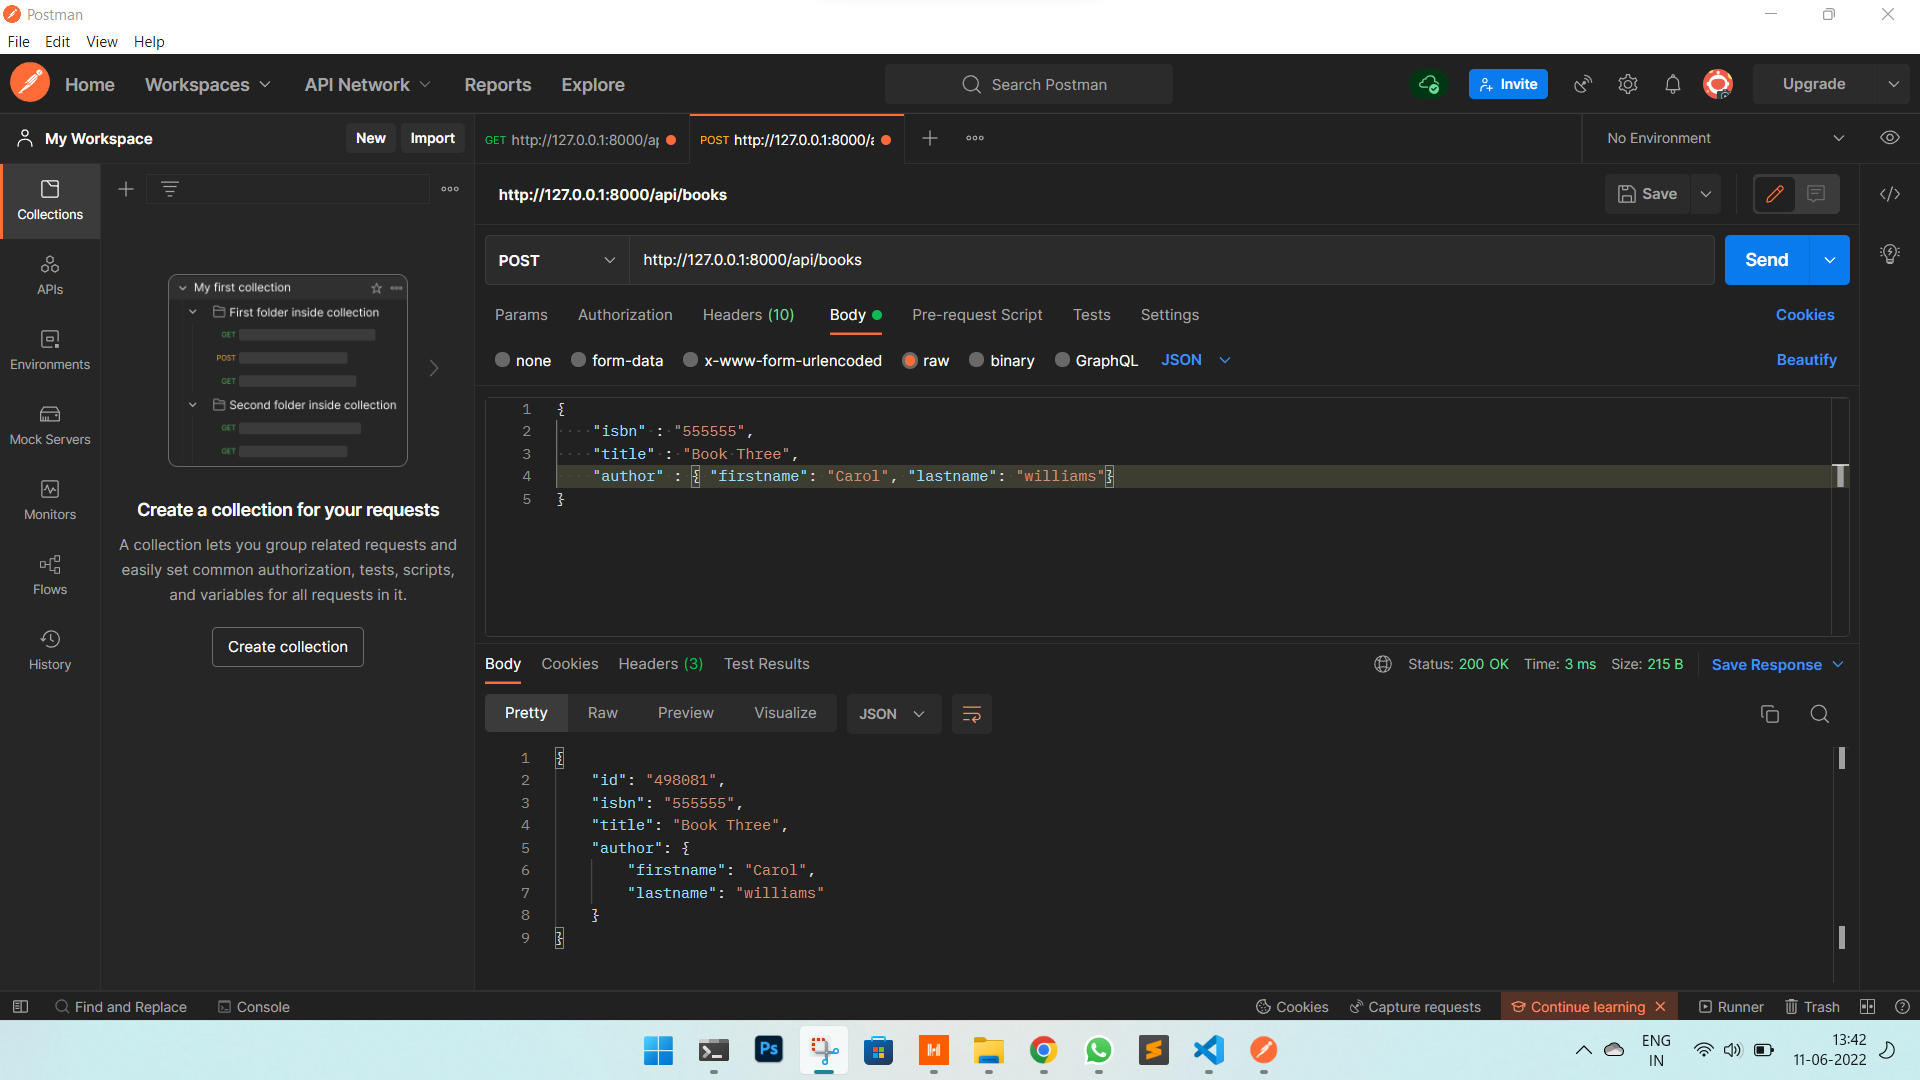 Postman
File Edit View Help
Home Workspaces API Network Reports Explore Search Postman Invite Upgrade
My Workspace New Import GET http://127.0.0.1:8000/ap POST http://127.0.0.1:8000/a No Environment
Collections
APIs
Environments
Mock Servers
Monitors
Flows
History
My first collection
First folder inside collection
GET
POST
GET
Second folder inside collection
GET
GET
Create a collection for your requests
A collection lets you group related requests and
easily set common authorization, tests, scripts,
and variables for all requests in it.
Create collection
http://127.0.0.1:8000/api/books Save
POST http://127.0.0.1:8000/api/books Send
Params Authorization Headers (10) Body Pre-request Script Tests Settings Cookies
none form-data x-www-form-urlencoded raw binary GraphQL JSON Beautify
1 {
2 "isbn" : "555555",
3 "title" : "Book Three",
4 "author" : { "firstname": "Carol", "lastname": "williams"}
5 }
Body Cookies Headers (3) Test Results Status: 200 OK Time: 3 ms Size: 215 B Save Response
Pretty Raw Preview Visualize JSON
1 {
2 "id": "498081",
3 "isbn": "555555",
4 "title": "Book Three",
5 "author": {
6 "firstname": "Carol",
7 "lastname": "williams"
8 }
9 }
Find and Replace Console Cookies Capture requests Continue learning Runner Trash
Ps
ENG
IN
13:42
11-06-2022